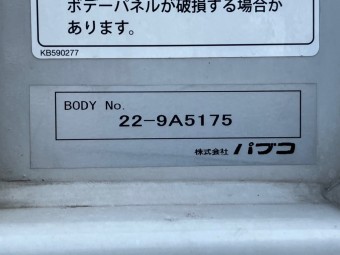 ボデーパネルが破損する場合が
あります。
KB590277
BODY No.
22-9A5175
株式会社 パブコ